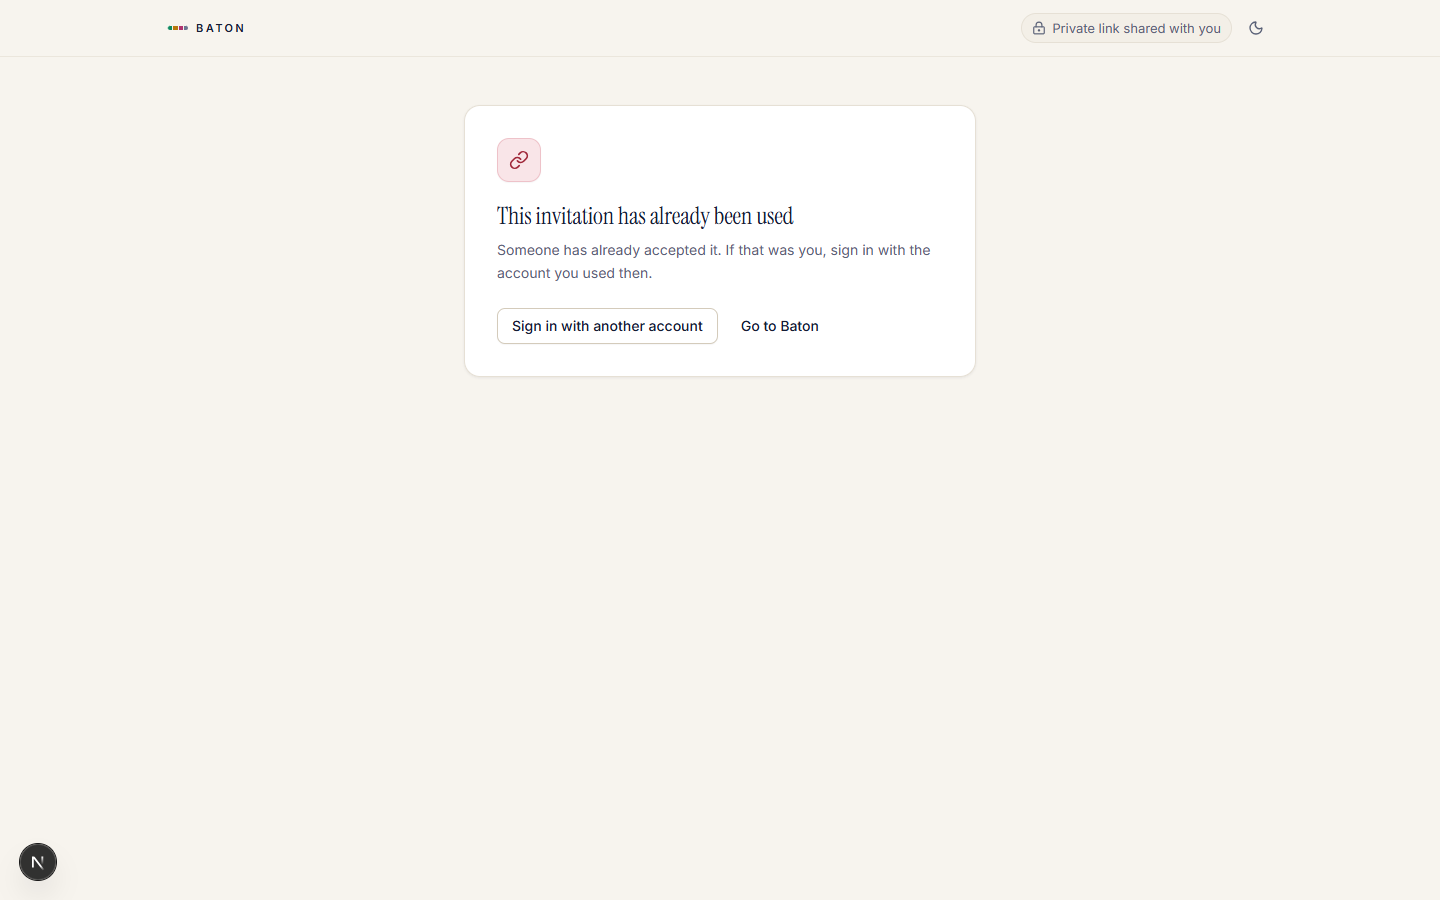 BATON
Private link shared with you
This invitation has already been used
Someone has already accepted it. If that was you, sign in with the
account you used then.
Sign in with another account
Go to Baton
N